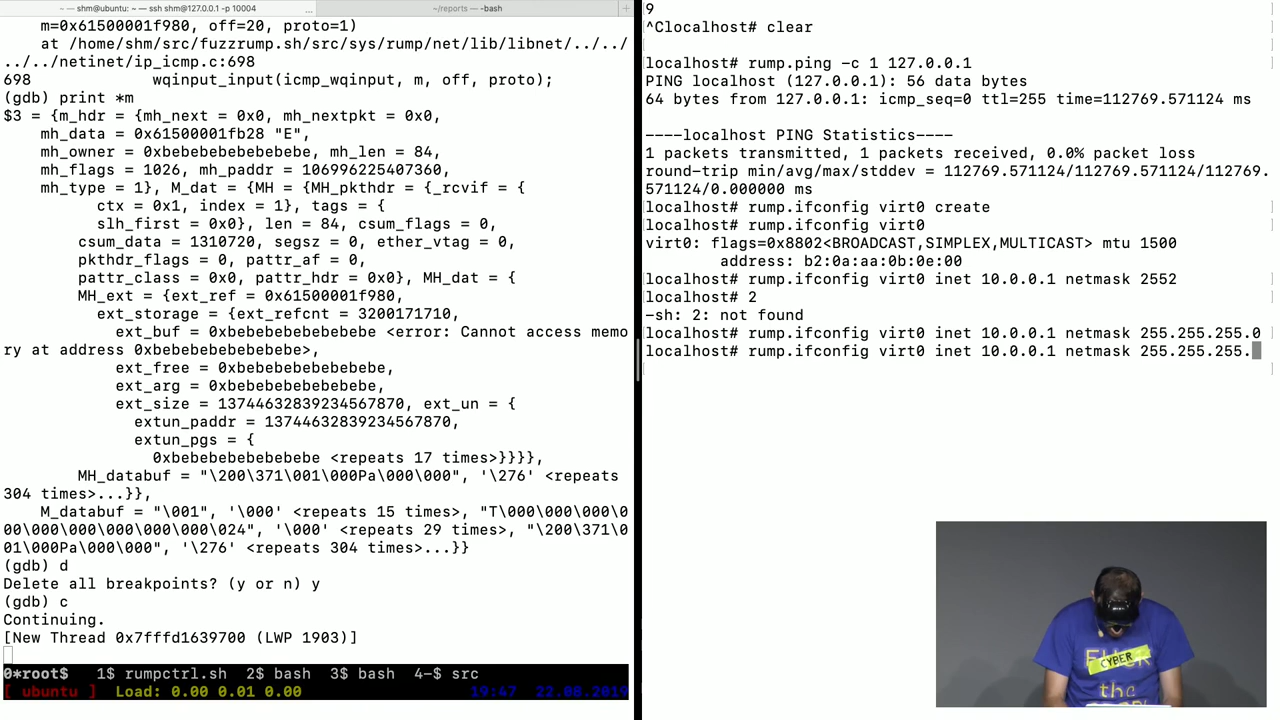 ~ — shm@ubuntu: ~ — ssh shm@127.0.0.1 -p 10004
...
~/reports — -bash
+
m=0x61500001f980, off=20, proto=1)
at /home/shm/src/fuzzrump.sh/src/sys/rump/net/lib/libnet/../../
../../netinet/ip_icmp.c:698
698             wqinput_input(icmp_wqinput, m, off, proto);
(gdb) print *m
$3 = {m_hdr = {mh_next = 0x0, mh_nextpkt = 0x0,
mh_data = 0x61500001fb28 "E",
mh_owner = 0xbebebebebebebebe, mh_len = 84,
mh_flags = 1026, mh_paddr = 106996225407360,
mh_type = 1}, M_dat = {MH = {MH_pkthdr = {_rcvif = {
ctx = 0x1, index = 1}, tags = {
slh_first = 0x0}, len = 84, csum_flags = 0,
csum_data = 1310720, segsz = 0, ether_vtag = 0,
pkthdr_flags = 0, pattr_af = 0,
pattr_class = 0x0, pattr_hdr = 0x0}, MH_dat = {
MH_ext = {ext_ref = 0x61500001f980,
ext_storage = {ext_refcnt = 3200171710,
ext_buf = 0xbebebebebebebebe <error: Cannot access memo
ry at address 0xbebebebebebebebe>,
ext_free = 0xbebebebebebebebe,
ext_arg = 0xbebebebebebebebe,
ext_size = 13744632839234567870, ext_un = {
extun_paddr = 13744632839234567870,
extun_pgs = {
0xbebebebebebebebe <repeats 17 times>}}}},
MH_databuf = "\200\371\001\000Pa\000\000", '\276' <repeats
304 times>...}},
M_databuf = "\001", '\000' <repeats 15 times>, "T\000\000\000\0
00\000\000\000\000\000\000\024", '\000' <repeats 29 times>, "\200\371\0
01\000Pa\000\000", '\276' <repeats 304 times>...}}
(gdb) d
Delete all breakpoints? (y or n) y
(gdb) c
Continuing.
[New Thread 0x7fffd1639700 (LWP 1903)]
0*root$   1$ rumpctrl.sh  2$ bash  3$ bash  4-$ src
[ ubuntu ]  Load: 0.00 0.01 0.00                  19:47  22.08.2019
9
^Clocalhost# clear
localhost# rump.ping -c 1 127.0.0.1
PING localhost (127.0.0.1): 56 data bytes
64 bytes from 127.0.0.1: icmp_seq=0 ttl=255 time=112769.571124 ms
----localhost PING Statistics----
1 packets transmitted, 1 packets received, 0.0% packet loss
round-trip min/avg/max/stddev = 112769.571124/112769.571124/112769.
571124/0.000000 ms
localhost# rump.ifconfig virt0 create
localhost# rump.ifconfig virt0
virt0: flags=0x8802<BROADCAST,SIMPLEX,MULTICAST> mtu 1500
address: b2:0a:aa:0b:0e:00
localhost# rump.ifconfig virt0 inet 10.0.0.1 netmask 2552
localhost# 2
-sh: 2: not found
localhost# rump.ifconfig virt0 inet 10.0.0.1 netmask 255.255.255.0
localhost# rump.ifconfig virt0 inet 10.0.0.1 netmask 255.255.255.
CYBER
the